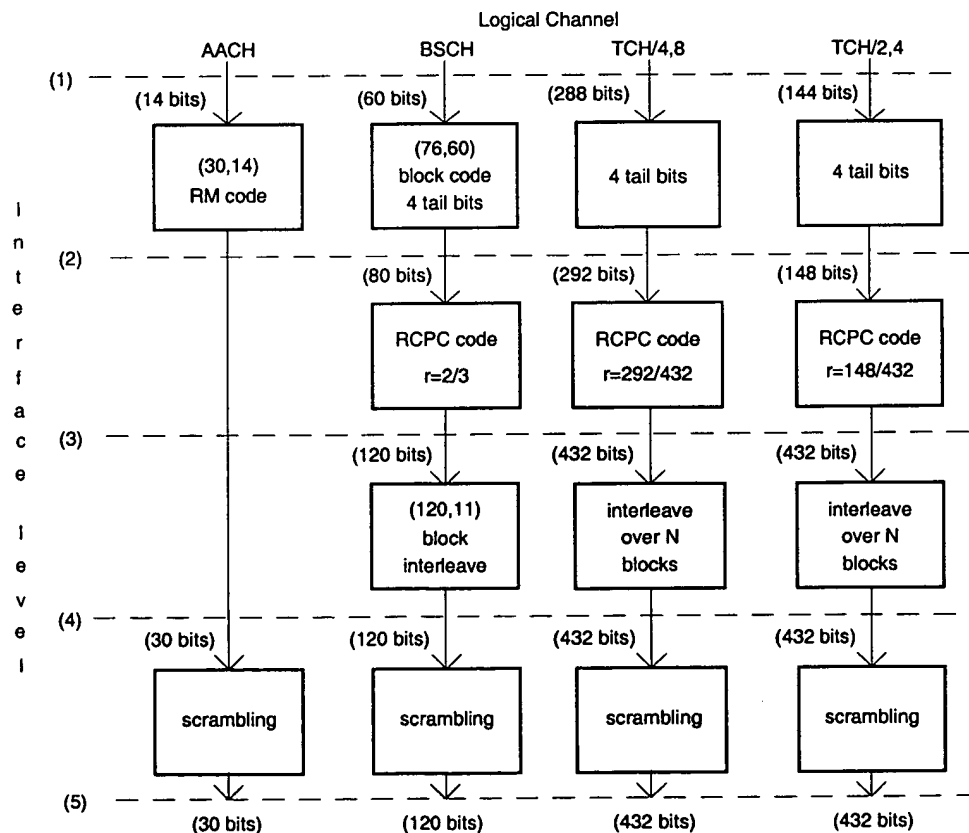 Logical Channel
AACH BSCH TCH/4,8 TCH/2,4
(1)
(14 bits) (60 bits) (288 bits) (144 bits)
(30,14)
RM code
(76,60)
block code
4 tail bits
4 tail bits
4 tail bits
(2)
(80 bits) (292 bits) (148 bits)
RCPC code
r=2/3
RCPC code
r=292/432
RCPC code
r=148/432
(3)
(120 bits) (432 bits) (432 bits)
(120,11)
block
interleave
interleave
over N
blocks
interleave
over N
blocks
(4)
(30 bits) (120 bits) (432 bits) (432 bits)
scrambling scrambling scrambling scrambling
(5)
(30 bits) (120 bits) (432 bits) (432 bits)
Interface level